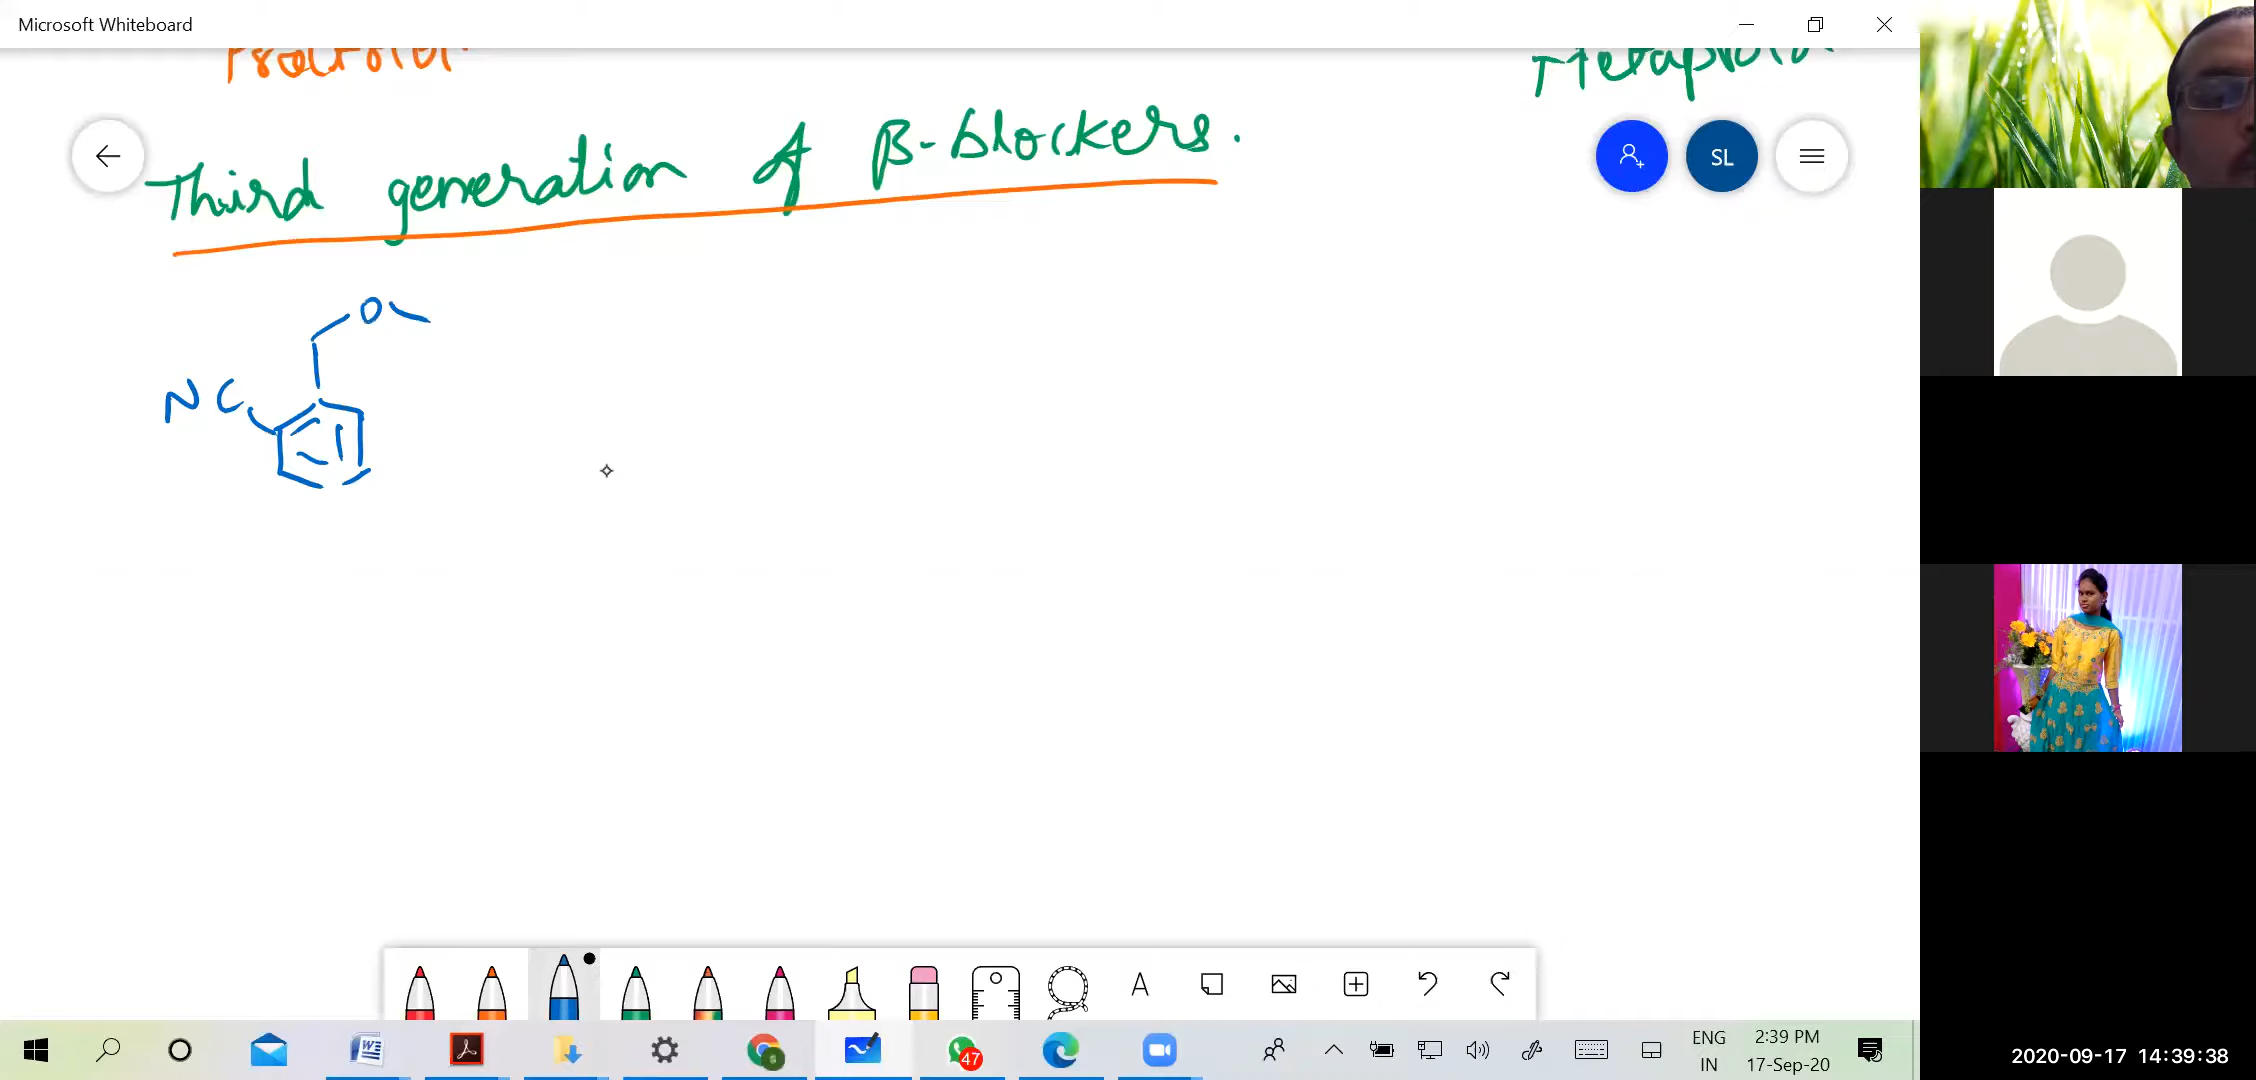 Microsoft Whiteboard
Third generation of β-blockers.
SL
O
NC
A
47
ENG
IN
2:39 PM
17-Sep-20
2020-09-17 14:39:38